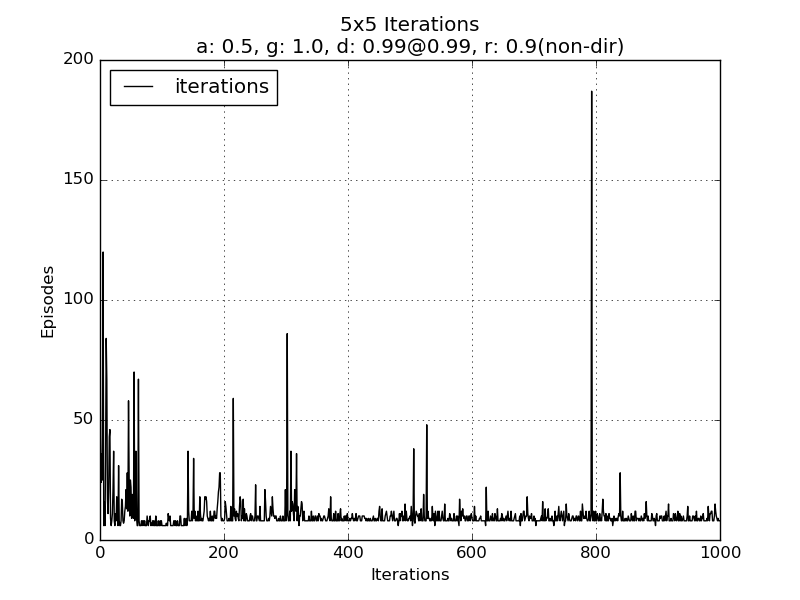 5x5 Iterations
a: 0.5, g: 1.0, d: 0.99@0.99, r: 0.9(non-dir)
200
iterations
150
Episodes
100
50
0
0 200 400 600 800 1000
Iterations